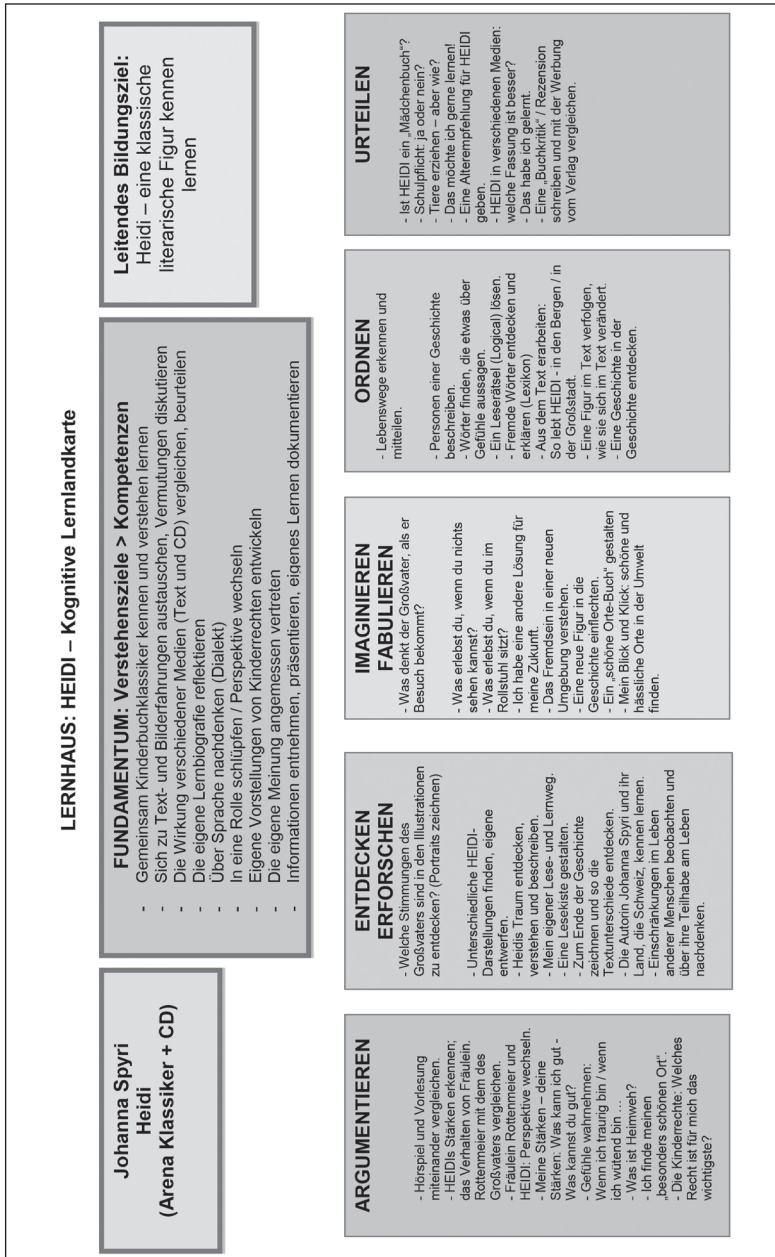 LERNHAUS: HEIDI – Kognitive Lernlandkarte
Johanna Spyri
Heidi
(Arena Klassiker + CD)
FUNDAMENTUM: Verstehensziele > Kompetenzen
- Gemeinsam Kinderbuchklassiker kennen und verstehen lernen
- Sich zu Text- und Bilderfahrungen austauschen, Vermutungen diskutieren
- Die Wirkung verschiedener Medien (Text und CD) vergleichen, beurteilen
- Die eigene Lernbiografie reflektieren
- Über Sprache nachdenken (Dialekt)
- In eine Rolle schlüpfen / Perspektive wechseln
- Eigene Vorstellungen von Kinderrechten entwickeln
- Die eigene Meinung angemessen vertreten
- Informationen entnehmen, präsentieren, eigenes Lernen dokumentieren
Leitendes Bildungsziel:
Heidi – eine klassische
literarische Figur kennen
lernen
ARGUMENTIEREN
- Hörspiel und Vorlesung
miteinander vergleichen.
- HEIDIs Stärken erkennen;
das Verhalten von Fräulein.
Rottenmeier mit dem des
Großvaters vergleichen.
- Fräulein Rottenmeier und
HEIDI: Perspektive wechseln.
- Meine Stärken – deine
Stärken: Was kann ich gut -
Was kannst du gut?
- Gefühle wahrnehmen:
Wenn ich traurig bin / wenn
ich wütend bin …
- Was ist Heimweh?
- Ich finde meinen
„besonders schönen Ort“.
- Die Kinderrechte: Welches
Recht ist für mich das
wichtigste?
ENTDECKEN
ERFORSCHEN
- Welche Stimmungen des
Großvaters sind in den Illustrationen
zu entdecken? (Portraits zeichnen)
- Unterschiedliche HEIDI-
Darstellungen finden, eigene
entwerfen.
- Heidis Traum entdecken,
verstehen und beschreiben.
- Mein eigener Lese- und Lernweg.
- Eine Lesekiste gestalten.
- Zum Ende der Geschichte
zeichnen und so die
Textunterschiede entdecken.
- Die Autorin Johanna Spyri und ihr
Land, die Schweiz, kennen lernen.
- Einschränkungen im Leben
anderer Menschen beobachten und
über ihre Teilhabe am Leben
nachdenken.
IMAGINIEREN
FABULIEREN
- Was denkt der Großvater, als er
Besuch bekommt?
- Was erlebst du, wenn du nichts
sehen kannst?
- Was erlebst du, wenn du im
Rollstuhl sitzt?
- Ich habe eine andere Lösung für
meine Zukunft.
- Das Fremdsein in einer neuen
Umgebung verstehen.
- Eine neue Figur in die
Geschichte einflechten.
- Ein „schöne Orte-Buch“ gestalten
- Mein Blick und Klick: schöne und
hässliche Orte in der Umwelt
finden.
ORDNEN
- Lebenswege erkennen und
mitteilen.
- Personen einer Geschichte
beschreiben.
- Wörter finden, die etwas über
Gefühle aussagen.
- Ein Leserätsel (Logical) lösen.
- Fremde Wörter entdecken und
erklären (Lexikon)
- Aus dem Text erarbeiten:
So lebt HEIDI - in den Bergen / in
der Großstadt.
- Eine Figur im Text verfolgen,
wie sie sich im Text verändert.
- Eine Geschichte in der
Geschichte entdecken.
URTEILEN
- Ist HEIDI ein „Mädchenbuch“?
- Schulpflicht: ja oder nein?
- Tiere erziehen – aber wie?
- Das möchte ich gerne lernen!
- Eine Alterempfehlung für HEIDI
geben.
- HEIDI in verschiedenen Medien:
welche Fassung ist besser?
- Das habe ich gelernt.
- Eine „Buchkritik“ / Rezension
schreiben und mit der Werbung
vom Verlag vergleichen.